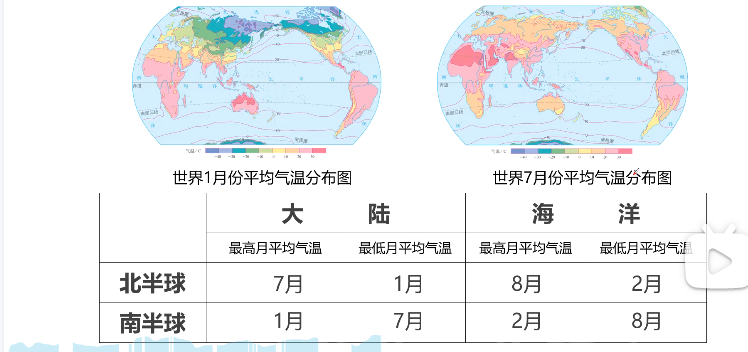 世界1月份平均气温分布图
世界7月份平均气温分布图
大 陆 海 洋
最高月平均气温 最低月平均气温 最高月平均气温 最低月平均气温
北半球 7月 1月 8月 2月
南半球 1月 7月 2月 8月